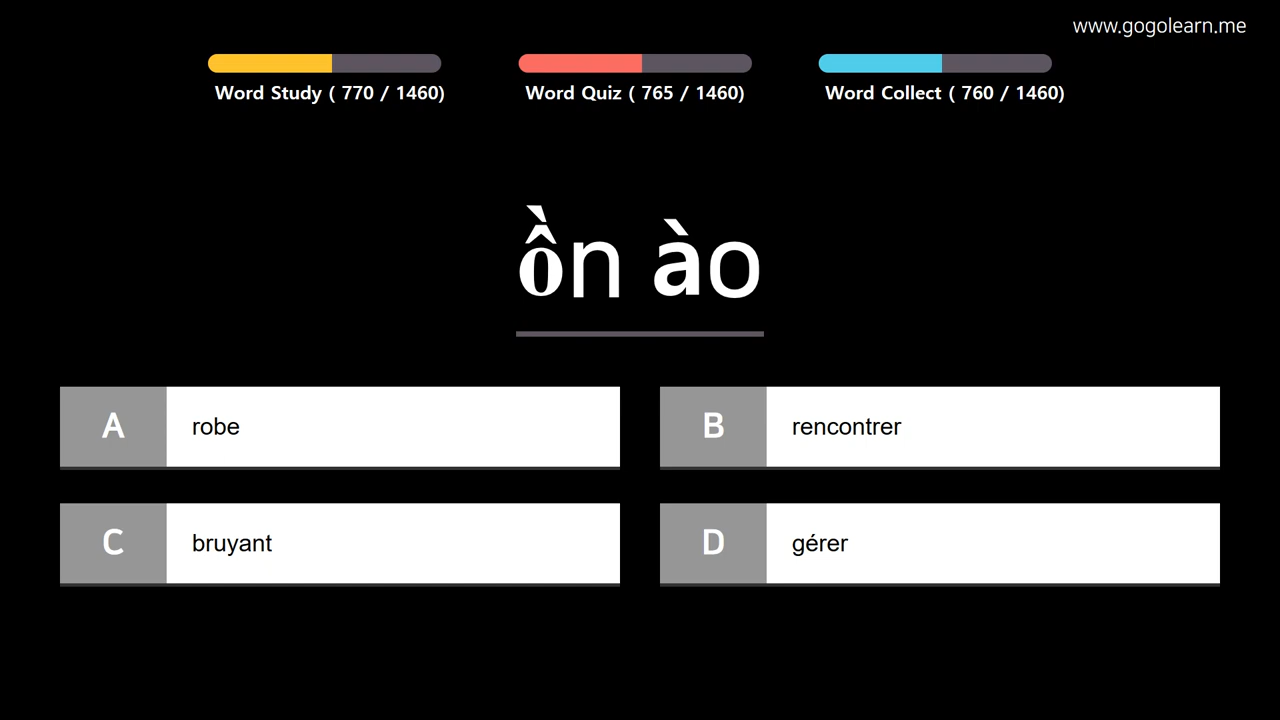 www.gogolearn.me
Word Study ( 770 / 1460)
Word Quiz ( 765 / 1460)
Word Collect ( 760 / 1460)
ồn ào
A robe
B rencontrer
C bruyant
D gérer